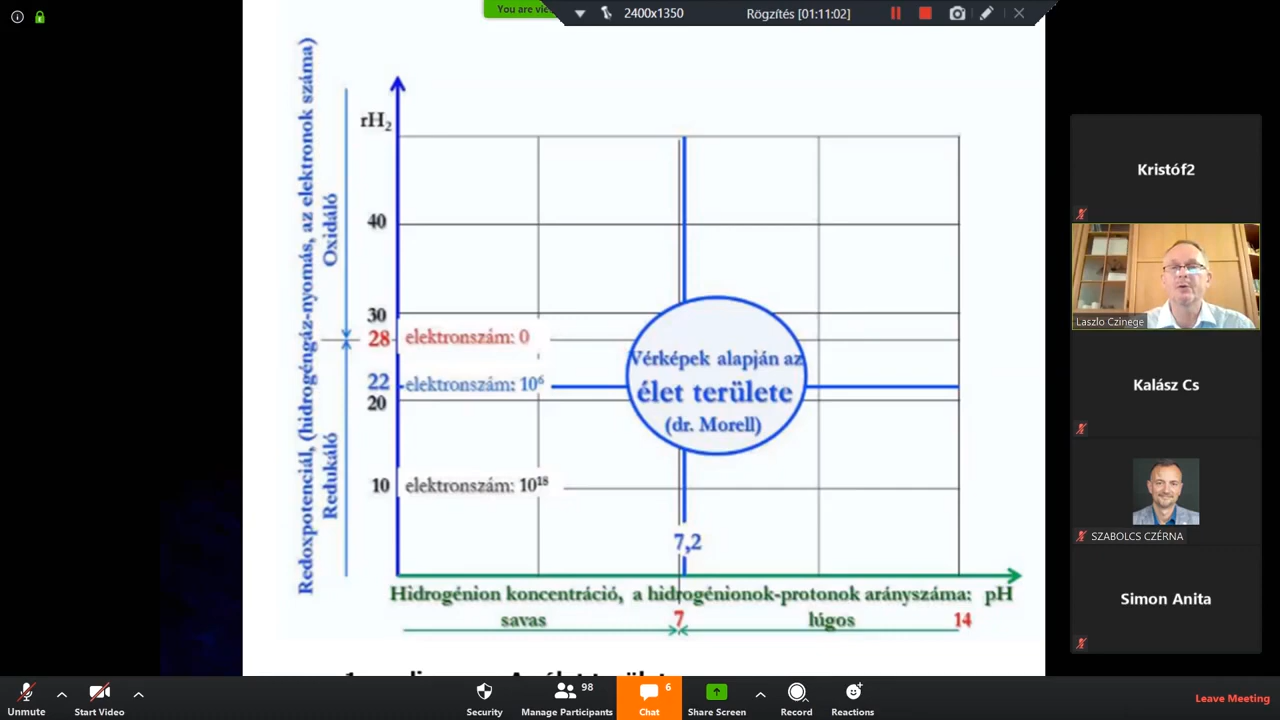 You are vie
2400x1350
Rögzítés [01:11:02]
Redoxpotenciál, (hidrogéngáz-nyomás, az elektronok száma)
Oxidáló
Redukáló
rH2
40
30
28 elektronszám: 0
22 elektronszám: 10⁶
20
10 elektronszám: 10¹⁸
Vérképek alapján az
élet területe
(dr. Morell)
7,2
Hidrogénion koncentráció, a hidrogénionok-protonok arányszáma: pH
savas 7 lúgos 14
Kristóf2
Laszlo Czinege
Kalász Cs
SZABOLCS CZÉRNA
Simon Anita
Unmute
Start Video
Security
Manage Participants 98
Chat 6
Share Screen
Record
Reactions
Leave Meeting